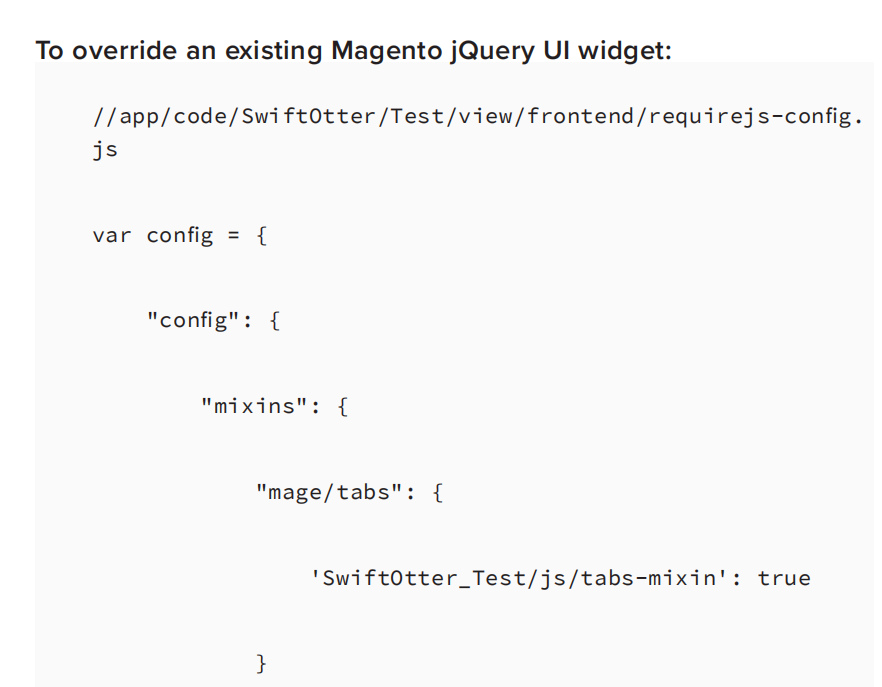 To override an existing Magento jQuery UI widget:
//app/code/SwiftOtter/Test/view/frontend/requirejs-config.
js
var config = {
"config": {
"mixins": {
"mage/tabs": {
'SwiftOtter_Test/js/tabs-mixin': true
}